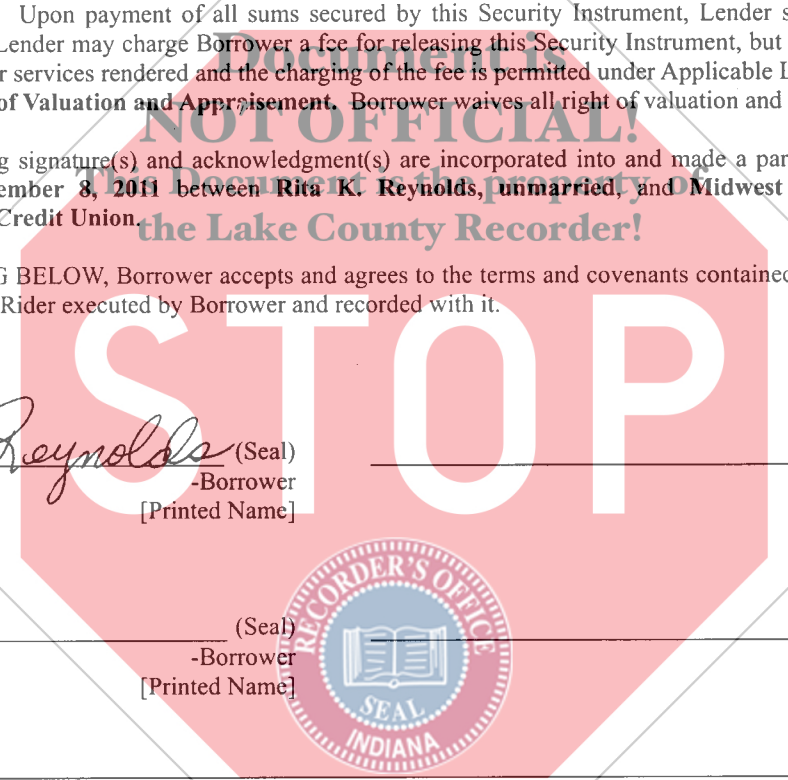 Upon payment of all sums secured by this Security Instrument, Lender s
Lender may charge Borrower a fee for releasing this Security Instrument, but
r services rendered and the charging of the fee is permitted under Applicable L
of Valuation and Appraisement. Borrower waives all right of valuation and
Document is
NOT OFFICIAL!
This Document is the property of
the Lake County Recorder!
g signature(s) and acknowledgment(s) are incorporated into and made a par
ember 8, 2011 between Rita K. Reynolds, unmarried, and Midwest
Credit Union.
G BELOW, Borrower accepts and agrees to the terms and covenants contained
Rider executed by Borrower and recorded with it.
STOP
Reynolds (Seal)
-Borrower
[Printed Name]
(Seal)
-Borrower
[Printed Name]
RECORDER'S OFFICE
SEAL
INDIANA